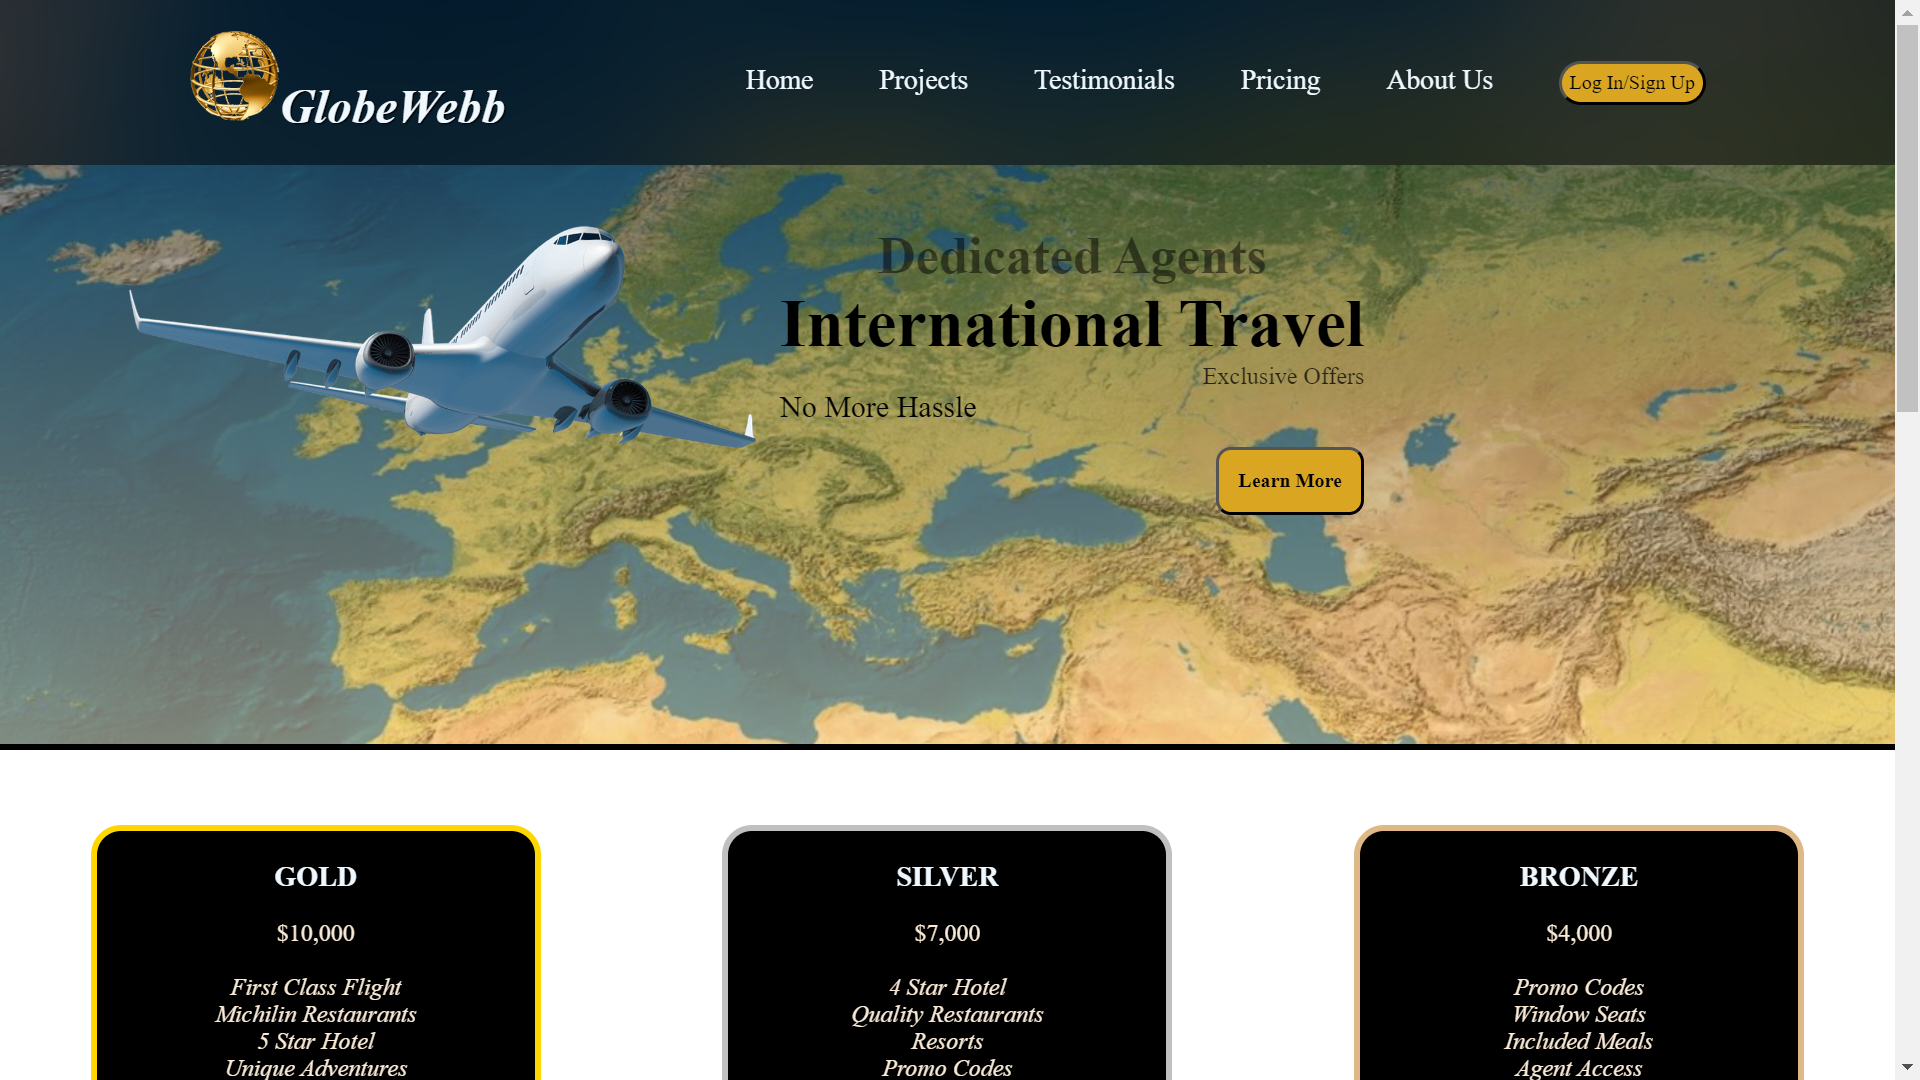 GlobeWebb
Home
Projects
Testimonials
Pricing
About Us
Log In/Sign Up
Dedicated Agents
International Travel
Exclusive Offers
No More Hassle
Learn More
GOLD
$10,000
First Class Flight
Michilin Restaurants
5 Star Hotel
Unique Adventures
SILVER
$7,000
4 Star Hotel
Quality Restaurants
Resorts
Promo Codes
BRONZE
$4,000
Promo Codes
Window Seats
Included Meals
Agent Access